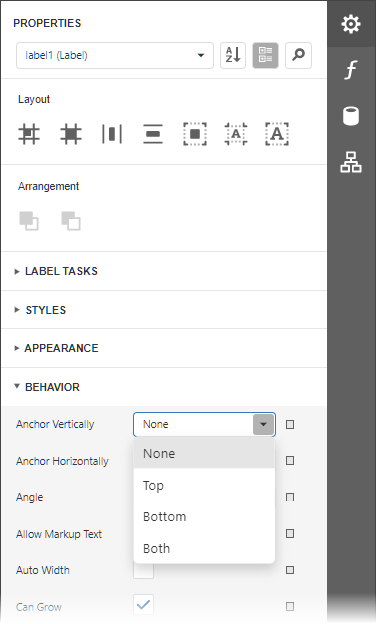 PROPERTIES
label1 (Label)
A
Z
Layout
A
A
Arrangement
LABEL TASKS
STYLES
APPEARANCE
BEHAVIOR
Anchor Vertically
None
Anchor Horizontally
None
Top
Angle
Bottom
Allow Markup Text
Both
Auto Width
Can Grow
f